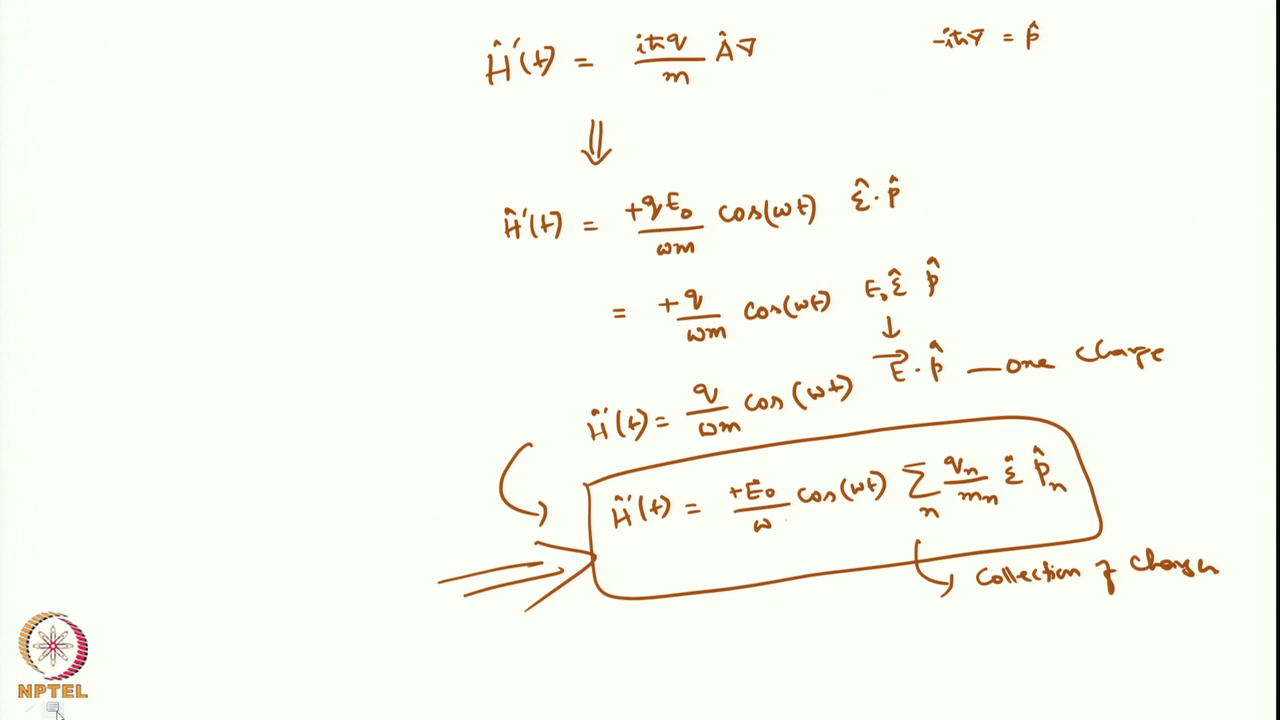 Ĥ'(t) = iħq/m Â∇   -iħ∇ = p̂
⇓
Ĥ'(t) = +qE₀/ωm cos(ωt) ε̂·p̂
= +q/ωm cos(ωt) E₀ε̂ p̂
↓
Ĥ'(t) = q/ωm cos(ωt) E⃗·p̂ — one charge
Ĥ'(t) = +E₀/ω cos(ωt) Σₙ qₙ/mₙ ε̂ p̂ₙ
collection of charges
NPTEL